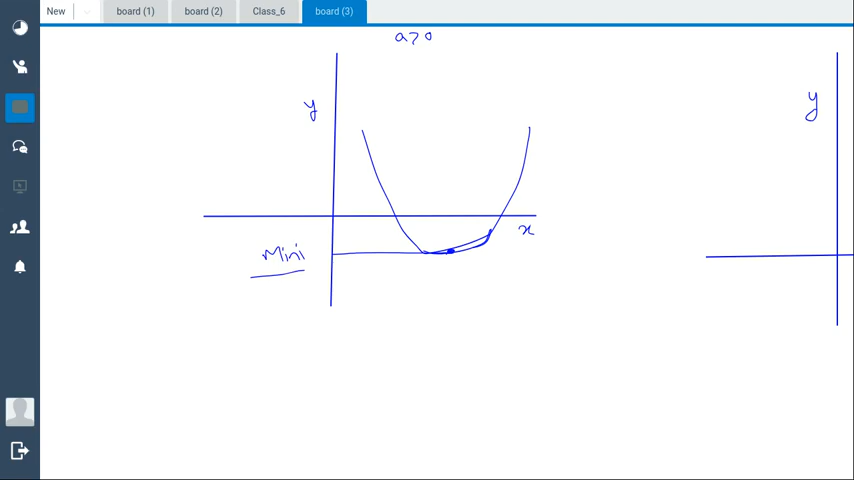 New
board (1)
board (2)
Class_6
board (3)
a>0
y
y
x
Mini